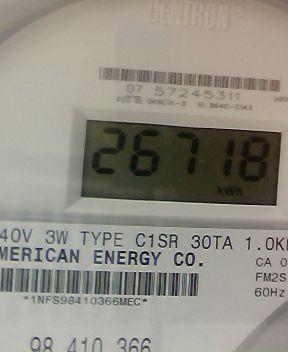 CENTRON
07 57245311
26718
kWh
40V 3W TYPE C1SR 30TA 1.0K
MERICAN ENERGY CO.
CA 0
FM2S
60Hz
*1NFS98410366MEC*
98 410 366